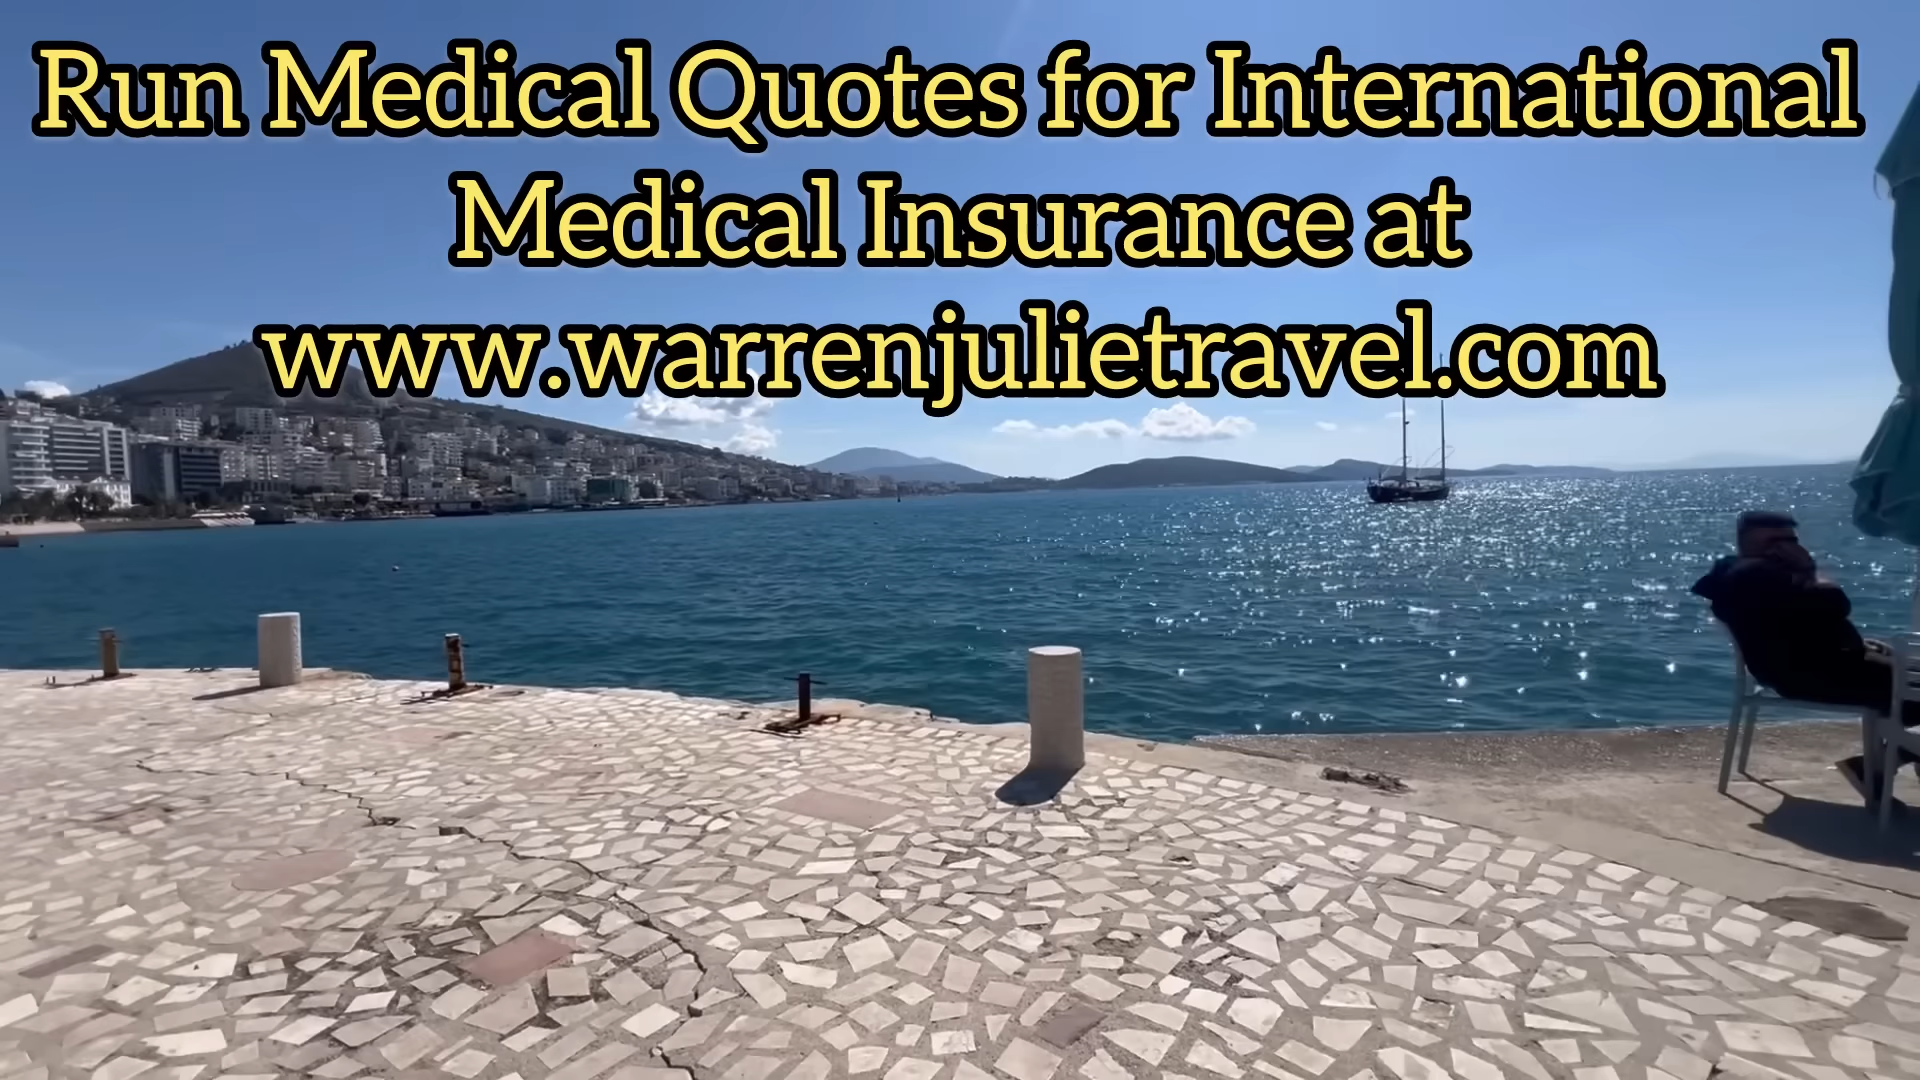 Run Medical Quotes for International
Medical Insurance at
www.warrenjulietravel.com